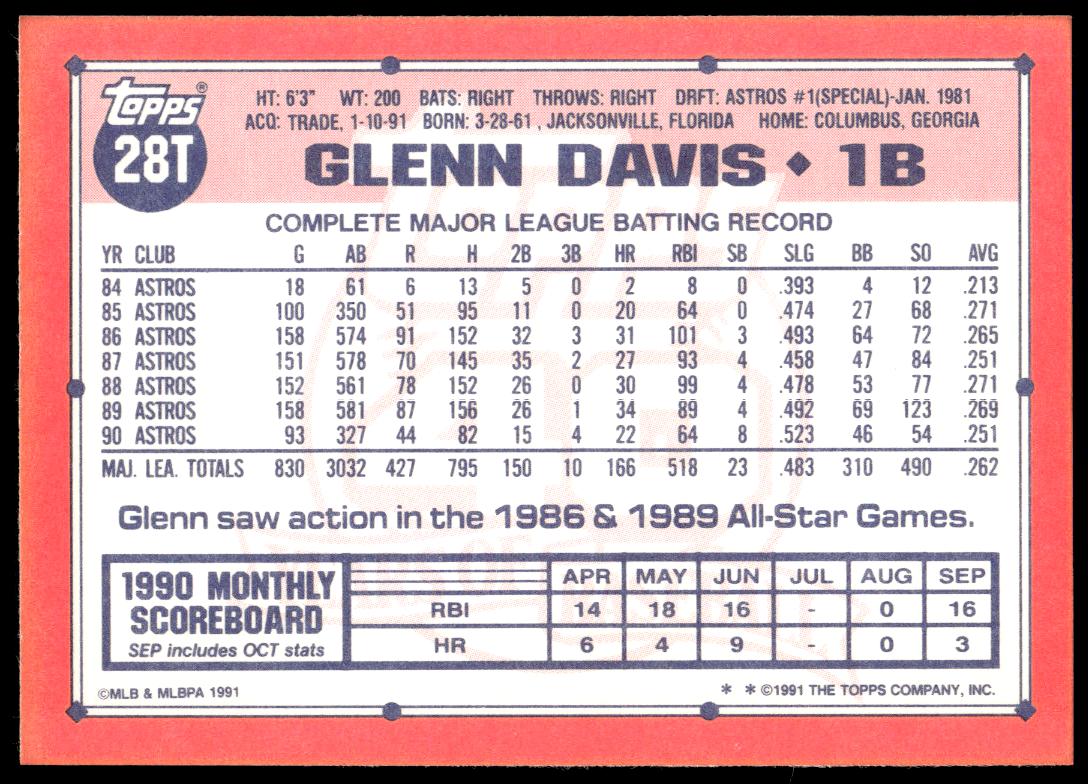 Topps®
28T
HT: 6'3" WT: 200 BATS: RIGHT THROWS: RIGHT DRFT: ASTROS #1(SPECIAL)-JAN. 1981
ACQ: TRADE, 1-10-91 BORN: 3-28-61, JACKSONVILLE, FLORIDA HOME: COLUMBUS, GEORGIA
GLENN DAVIS ◆ 1B
COMPLETE MAJOR LEAGUE BATTING RECORD
YR CLUB G AB R H 2B 3B HR RBI SB SLG BB SO AVG
84 ASTROS 18 61 6 13 5 0 2 8 0 .393 4 12 .213
85 ASTROS 100 350 51 95 11 0 20 64 0 .474 27 68 .271
86 ASTROS 158 574 91 152 32 3 31 101 3 .493 64 72 .265
87 ASTROS 151 578 70 145 35 2 27 93 4 .458 47 84 .251
88 ASTROS 152 561 78 152 26 0 30 99 4 .478 53 77 .271
89 ASTROS 158 581 87 156 26 1 34 89 4 .492 69 123 .269
90 ASTROS 93 327 44 82 15 4 22 64 8 .523 46 54 .251
MAJ. LEA. TOTALS 830 3032 427 795 150 10 166 518 23 .483 310 490 .262
Glenn saw action in the 1986 & 1989 All-Star Games.
1990 MONTHLY
SCOREBOARD
SEP includes OCT stats
APR MAY JUN JUL AUG SEP
RBI 14 18 16 - 0 16
HR 6 4 9 - 0 3
©MLB & MLBPA 1991
* * ©1991 THE TOPPS COMPANY, INC.